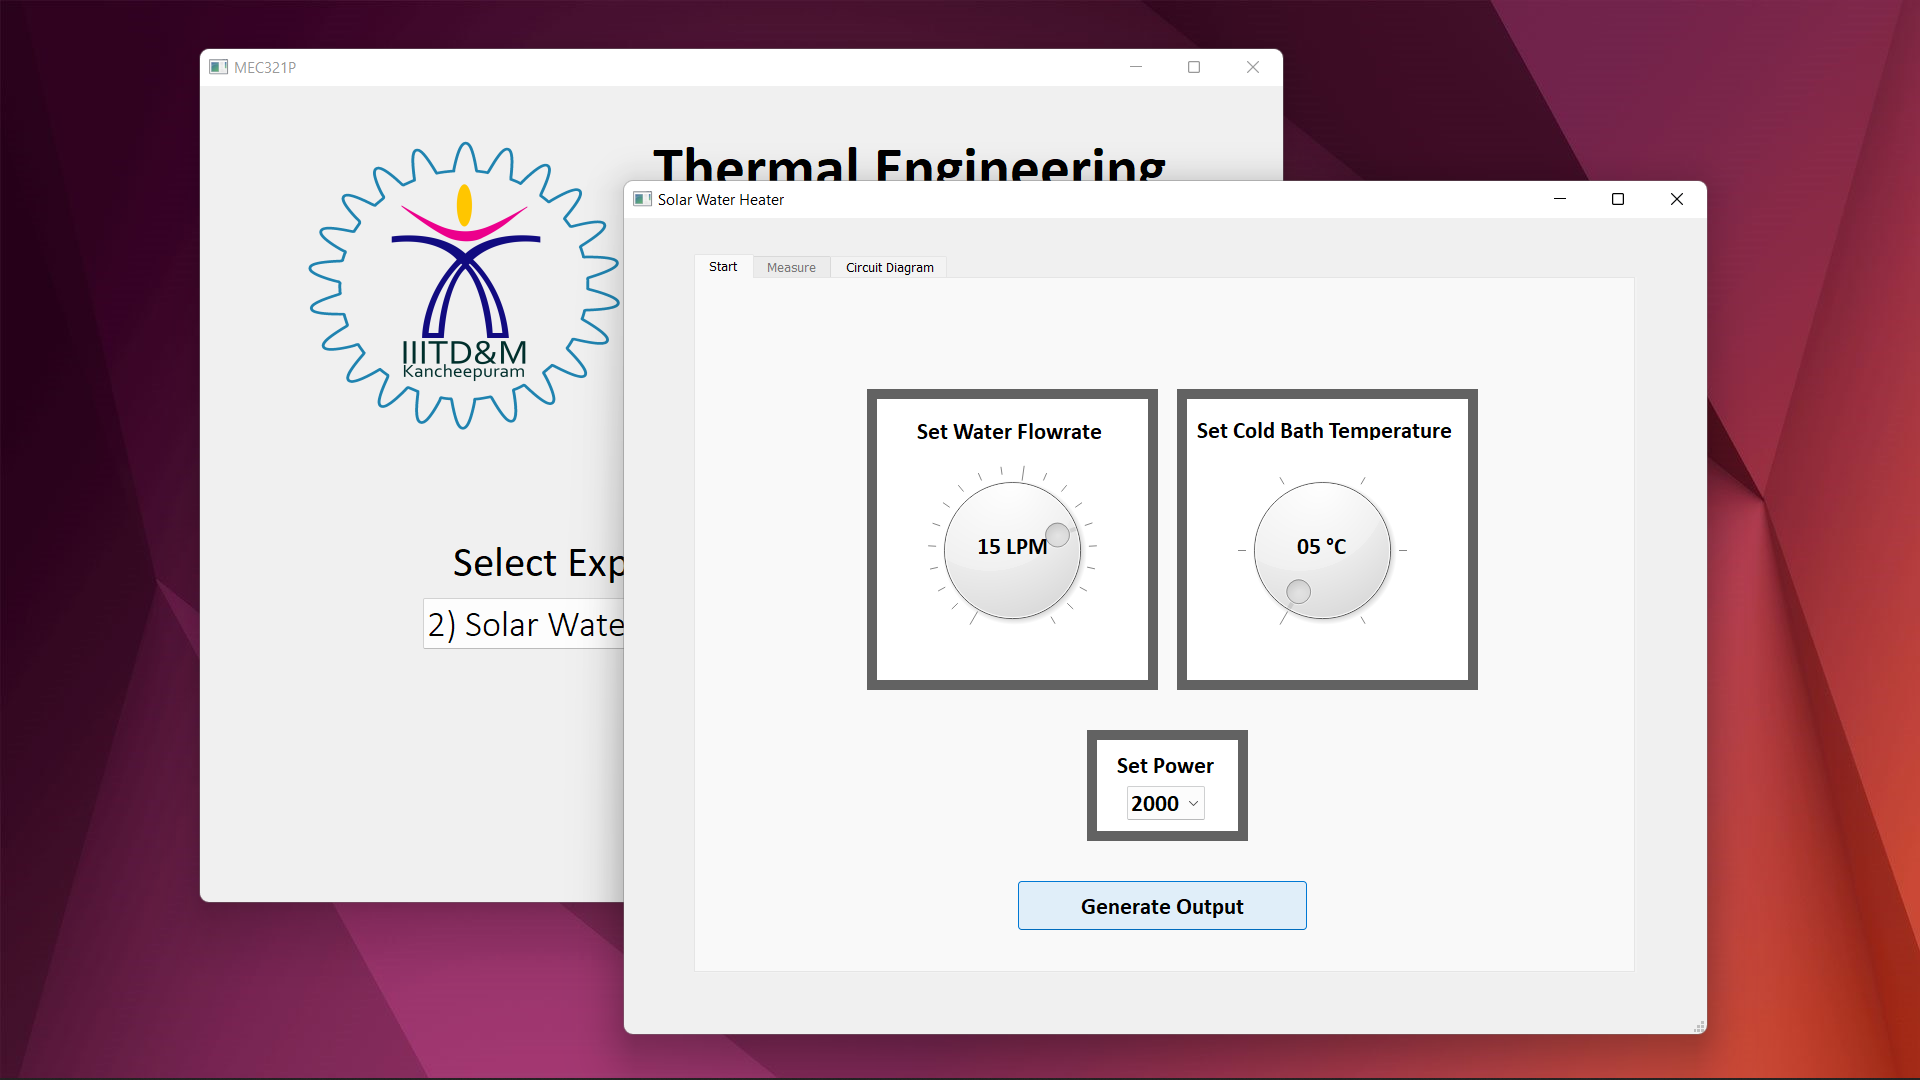 MEC321P
Thermal Engineering
IIITD&M
Kancheepuram
Select Exp
2) Solar Wate
Solar Water Heater
Start
Measure
Circuit Diagram
Set Water Flowrate
15 LPM
Set Cold Bath Temperature
05 °C
Set Power
2000
Generate Output